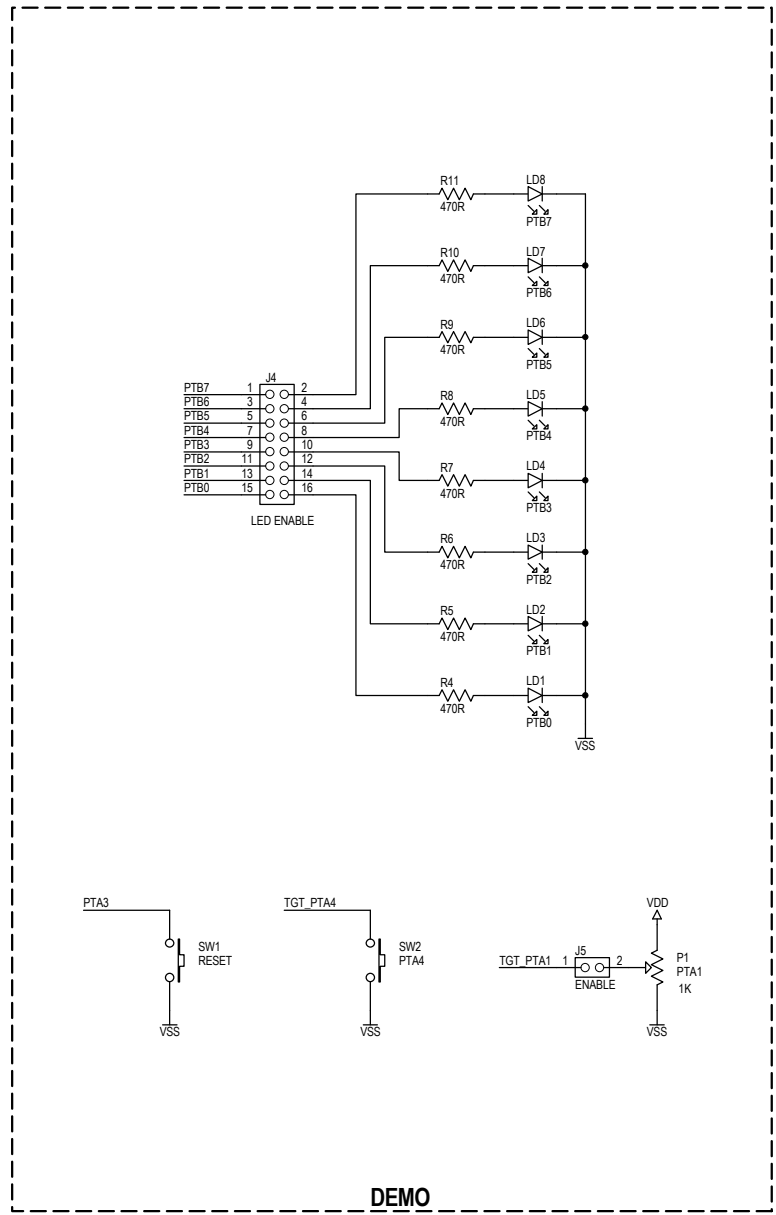 R11
LD8
470R
PTB7
R10
LD7
470R
PTB6
R9
LD6
470R
PTB5
J4
PTB7 1 2
PTB6 3 4
PTB5 5 6
PTB4 7 8
PTB3 9 10
PTB2 11 12
PTB1 13 14
PTB0 15 16
LED ENABLE
R8
LD5
470R
PTB4
R7
LD4
470R
PTB3
R6
LD3
470R
PTB2
R5
LD2
470R
PTB1
R4
LD1
470R
PTB0
VSS
PTA3
SW1
RESET
VSS
TGT_PTA4
SW2
PTA4
VSS
VDD
J5
TGT_PTA1 1 2
ENABLE
P1
PTA1
1K
VSS
DEMO